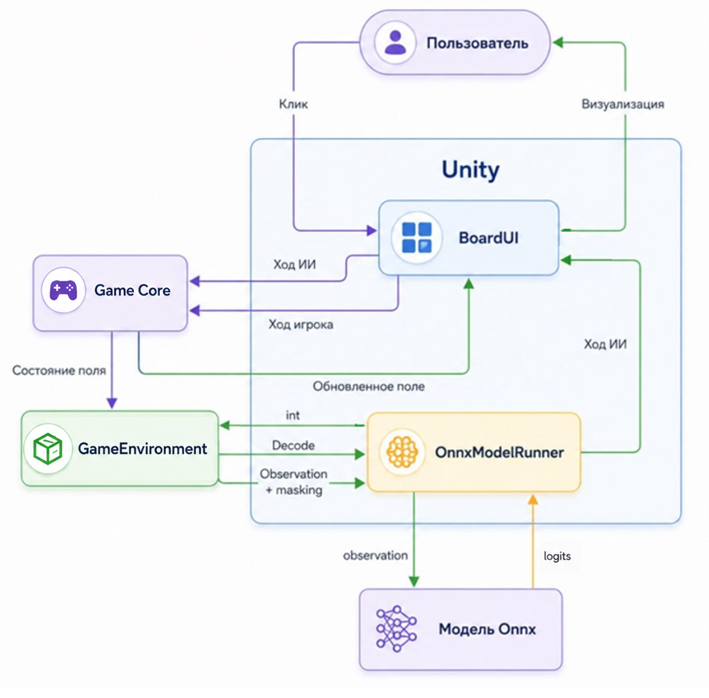 Пользователь
Клик
Визуализация
Unity
BoardUI
Ход ИИ
Game Core
Ход игрока
Ход ИИ
Состояние поля
Обновленное поле
int
GameEnvironment
Decode
OnnxModelRunner
Observation
+ masking
observation
logits
Модель Onnx